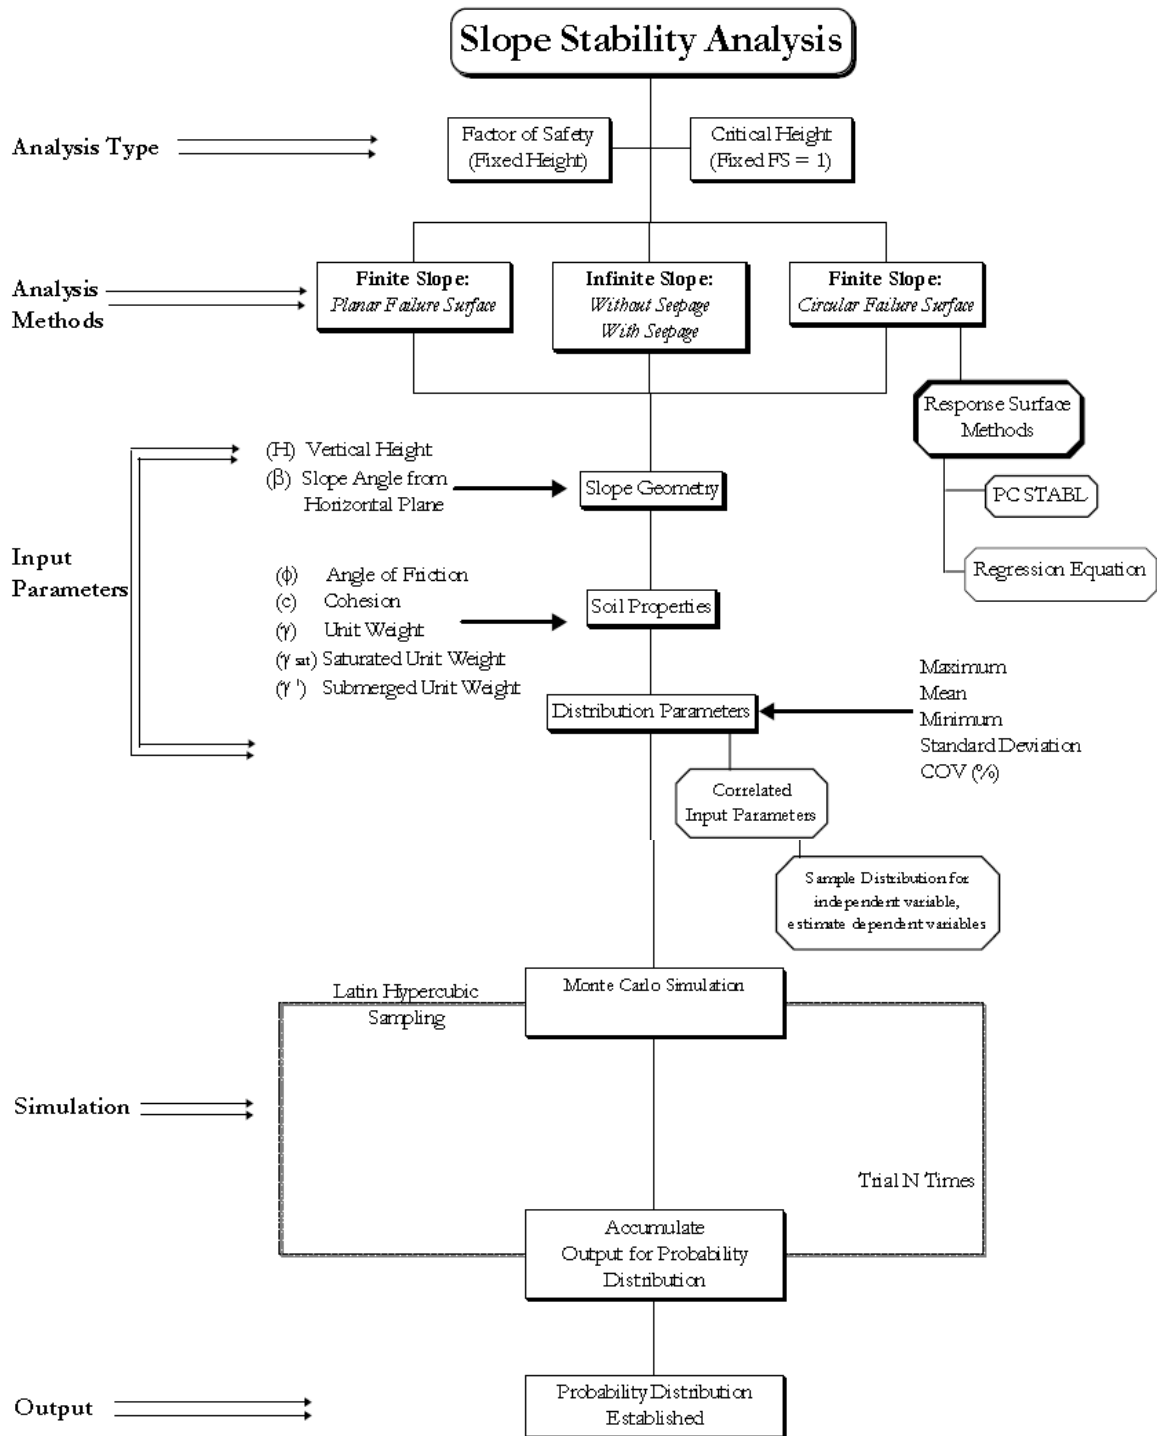 Slope Stability Analysis
Analysis Type
Factor of Safety
(Fixed Height)
Critical Height
(Fixed FS = 1)
Analysis
Methods
Finite Slope:
Planar Failure Surface
Infinite Slope:
Without Seepage
With Seepage
Finite Slope:
Circular Failure Surface
Response Surface
Methods
PC STABL
Regression Equation
Input
Parameters
(H) Vertical Height
(β) Slope Angle from
Horizontal Plane
Slope Geometry
(ϕ) Angle of Friction
(c) Cohesion
(γ) Unit Weight
(γ sat) Saturated Unit Weight
(γ ') Submerged Unit Weight
Soil Properties
Distribution Parameters
Maximum
Mean
Minimum
Standard Deviation
COV (%)
Correlated
Input Parameters
Sample Distribution for
independent variable,
estimate dependent variables
Simulation
Latin Hypercubic
Sampling
Monte Carlo Simulation
Trial N Times
Accumulate
Output for Probability
Distribution
Output
Probability Distribution
Established